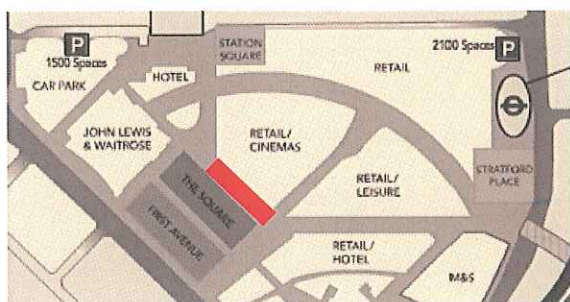 P
1500 Spaces
CAR PARK
HOTEL
STATION
SQUARE
RETAIL
2100 Spaces
P
JOHN LEWIS
& WAITROSE
RETAIL/
CINEMAS
THE SQUARE
FIRST AVENUE
RETAIL/
LEISURE
STRATFORD
PLACE
RETAIL/
HOTEL
M&S